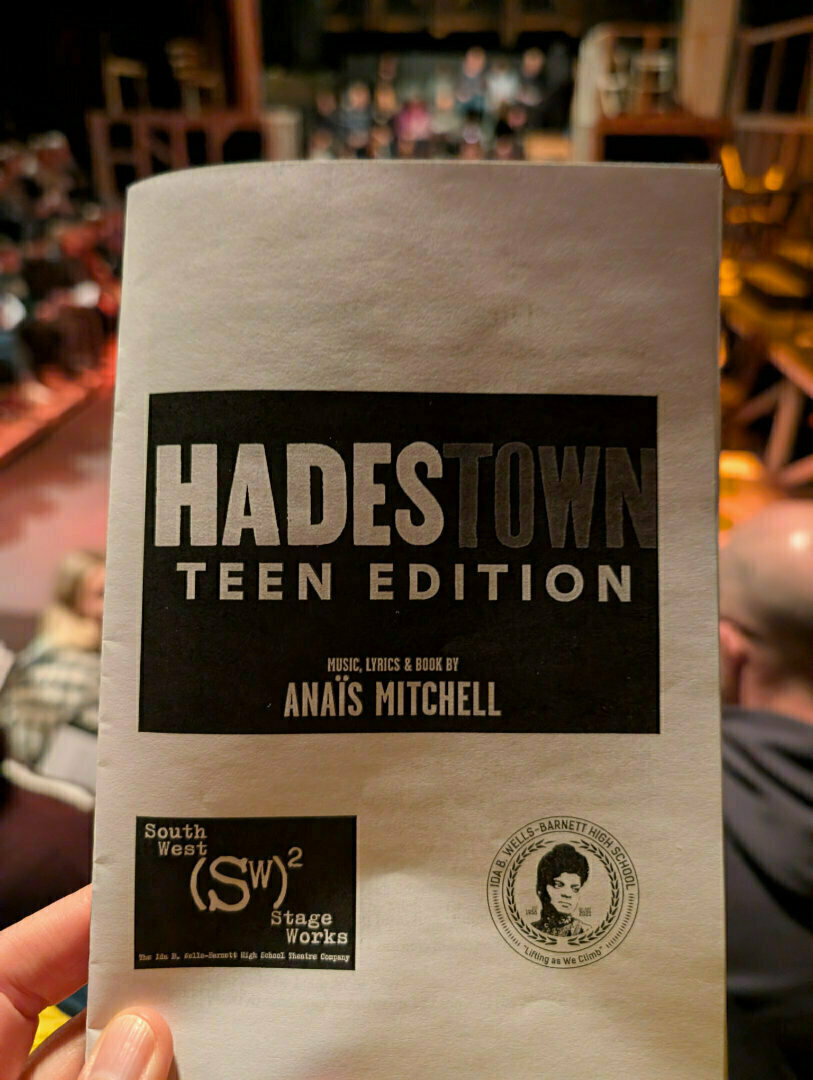 HADESTOWN
TEEN EDITION
MUSIC, LYRICS & BOOK BY
ANAÏS MITCHELL
South
West
(SW)²
Stage
Works
The Ida B. Wells-Barnett High School Theatre Company
IDA B. WELLS-BARNETT HIGH SCHOOL
"Lifting as We Climb"